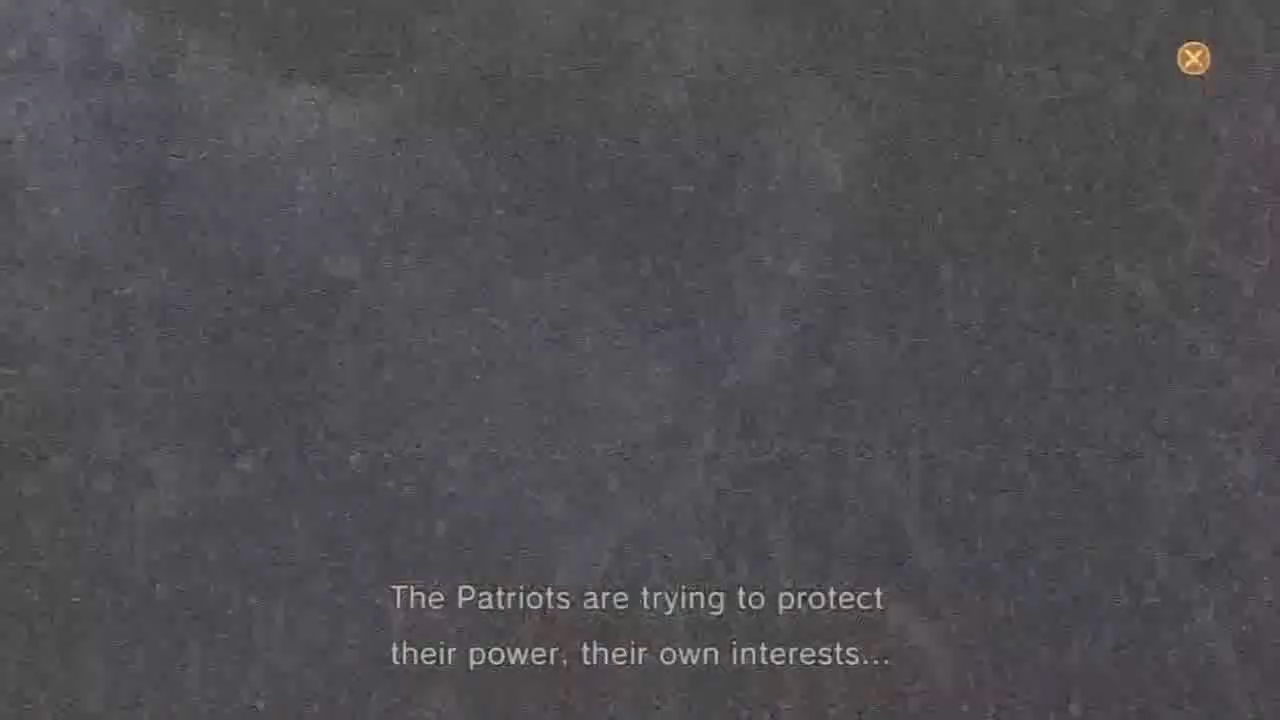 The Patriots are trying to protect
their power, their own interests...